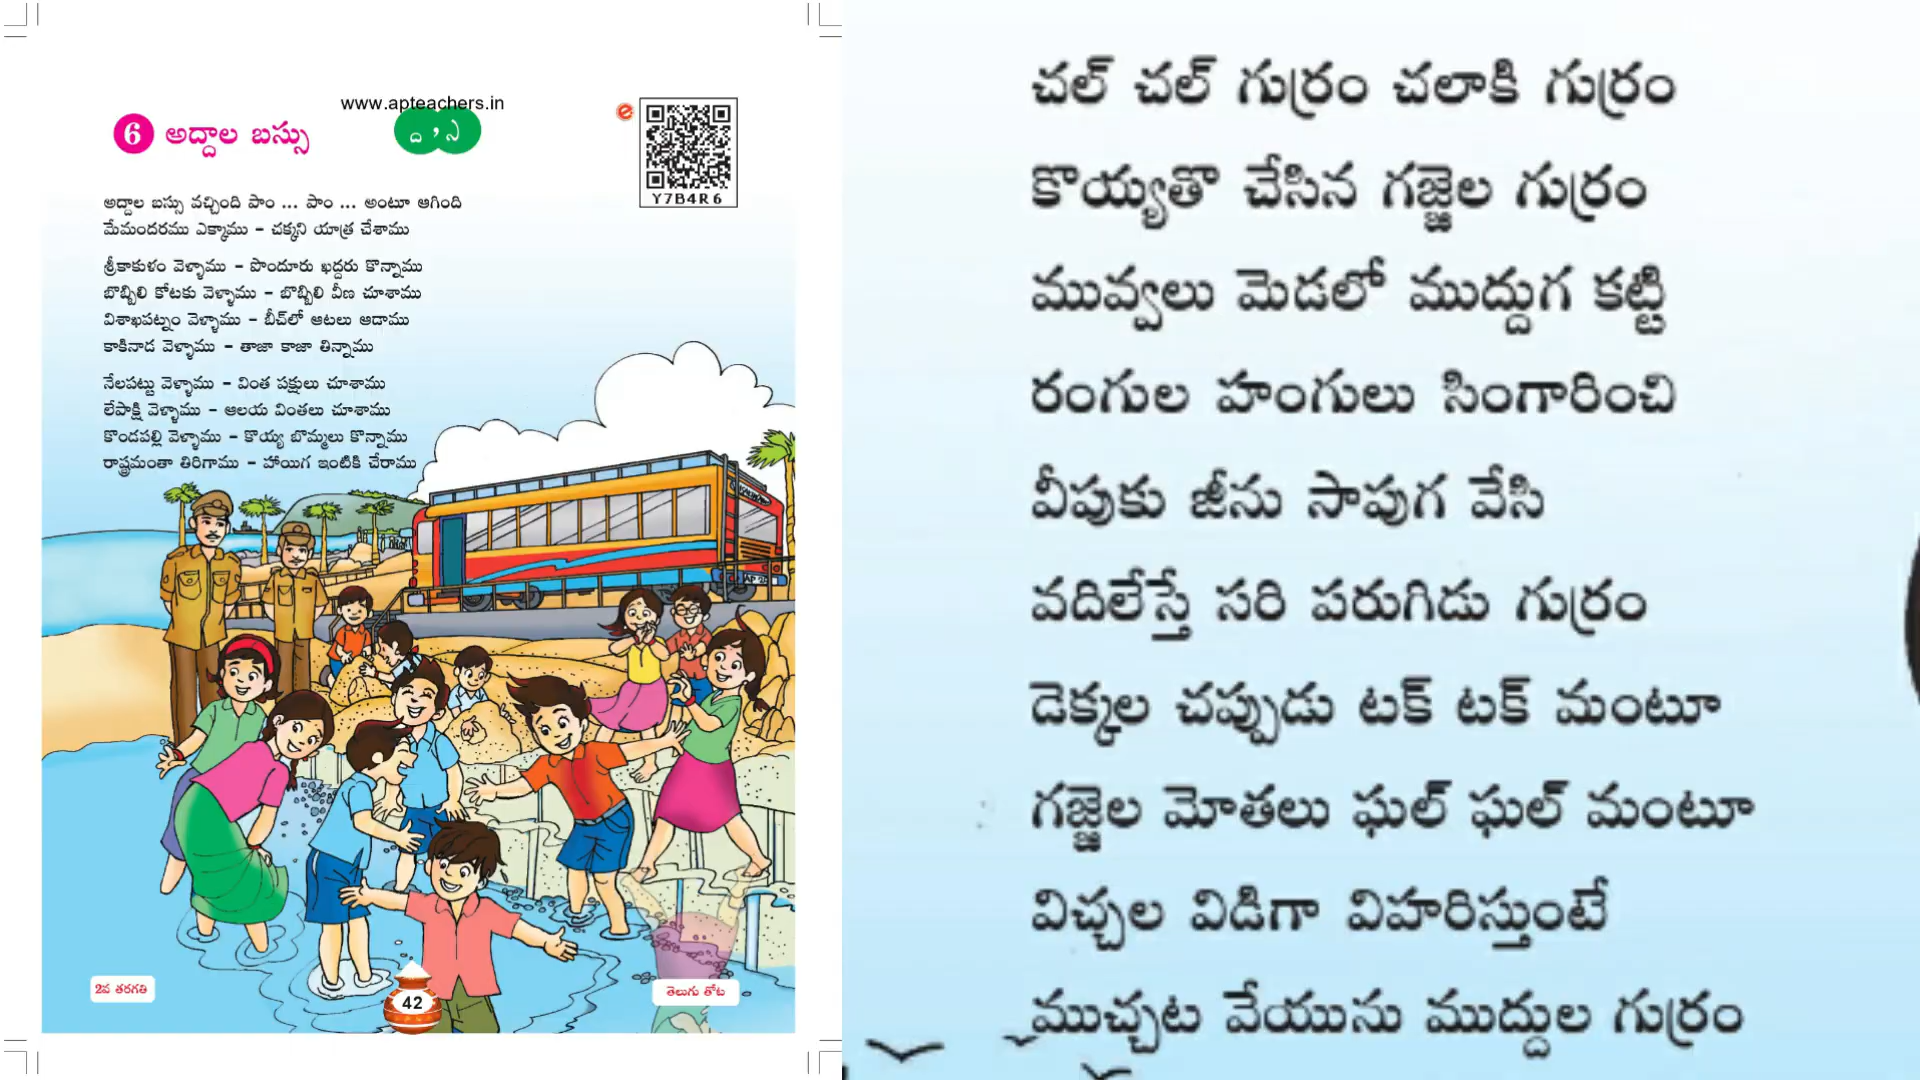 www.apteachers.in
6 అద్దాల బస్సు
e
Y7B4R6
అద్దాల బస్సు వచ్చింది పాం ... పాం ... అంటూ ఆగింది
మేమందరము ఎక్కాము - చక్కని యాత్ర చేశాము
శ్రీకాకుళం వెళ్ళాము - పొందూరు ఖద్దరు కొన్నాము
బొబ్బిలి కోటకు వెళ్ళాము - బొబ్బిలి వీణ చూశాము
విశాఖపట్నం వెళ్ళాము - బీచ్‌లో ఆటలు ఆడాము
కాకినాడ వెళ్ళాము - తాజా కాజా తిన్నాము
నేలపట్టు వెళ్ళాము - వింత పక్షులు చూశాము
లేపాక్షి వెళ్ళాము - ఆలయ వింతలు చూశాము
కొండపల్లి వెళ్ళాము - కొయ్య బొమ్మలు కొన్నాము
రాష్ట్రమంతా తిరిగాము - హాయిగ ఇంటికి చేరాము
2వ తరగతి
42
తెలుగు తోట
చల్ చల్ గుర్రం చలాకి గుర్రం
కొయ్యతొ చేసిన గజ్జెల గుర్రం
మువ్వలు మెడలో ముద్దుగ కట్టి
రంగుల హంగులు సింగారించి
వీపుకు జీను సాపుగ వేసి
వదిలేస్తే సరి పరుగిడు గుర్రం
డెక్కల చప్పుడు టక్ టక్ మంటూ
గజ్జెల మోతలు ఘల్ ఘల్ మంటూ
విచ్చల విడిగా విహరిస్తుంటే
ముచ్చట వేయును ముద్దుల గుర్రం